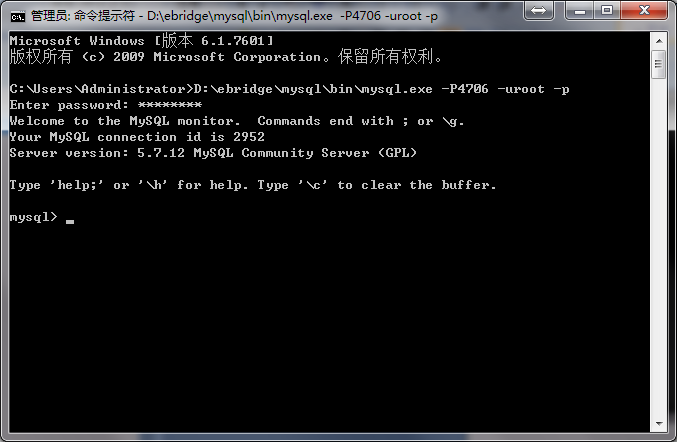 管理员: 命令提示符 - D:\ebridge\mysql\bin\mysql.exe -P4706 -uroot -p
Microsoft Windows [版本 6.1.7601]
版权所有 (c) 2009 Microsoft Corporation。保留所有权利。
C:\Users\Administrator>D:\ebridge\mysql\bin\mysql.exe -P4706 -uroot -p
Enter password: ********
Welcome to the MySQL monitor.  Commands end with ; or \g.
Your MySQL connection id is 2952
Server version: 5.7.12 MySQL Community Server (GPL)
Type 'help;' or '\h' for help. Type '\c' to clear the buffer.
mysql> _